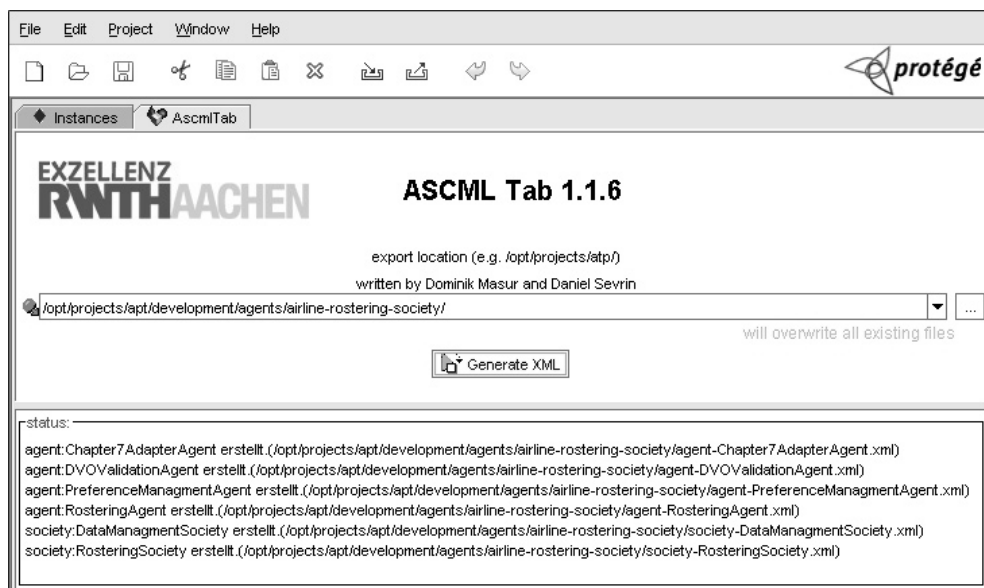 File Edit Project Window Help
protégé
Instances AscmlTab
EXZELLENZ
RWTHAACHEN
ASCML Tab 1.1.6
export location (e.g. /opt/projects/atp/)
written by Dominik Masur and Daniel Sevrin
/opt/projects/apt/development/agents/airline-rostering-society/
...
will overwrite all existing files
Generate XML
status:
agent:Chapter7AdapterAgent erstellt.(/opt/projects/apt/development/agents/airline-rostering-society/agent-Chapter7AdapterAgent.xml)
agent:DVOValidationAgent erstellt.(/opt/projects/apt/development/agents/airline-rostering-society/agent-DVOValidationAgent.xml)
agent:PreferenceManagmentAgent erstellt.(/opt/projects/apt/development/agents/airline-rostering-society/agent-PreferenceManagmentAgent.xml)
agent:RosteringAgent erstellt.(/opt/projects/apt/development/agents/airline-rostering-society/agent-RosteringAgent.xml)
society:DataManagmentSociety erstellt.(/opt/projects/apt/development/agents/airline-rostering-society/society-DataManagmentSociety.xml)
society:RosteringSociety erstellt.(/opt/projects/apt/development/agents/airline-rostering-society/society-RosteringSociety.xml)